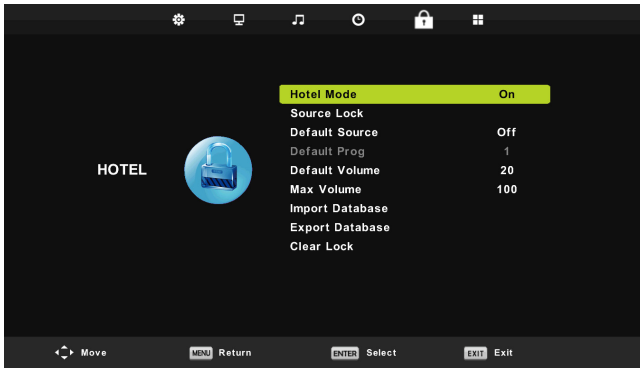 HOTEL
Hotel Mode On
Source Lock
Default Source Off
Default Prog 1
Default Volume 20
Max Volume 100
Import Database
Export Database
Clear Lock
Move MENU Return ENTER Select EXIT Exit